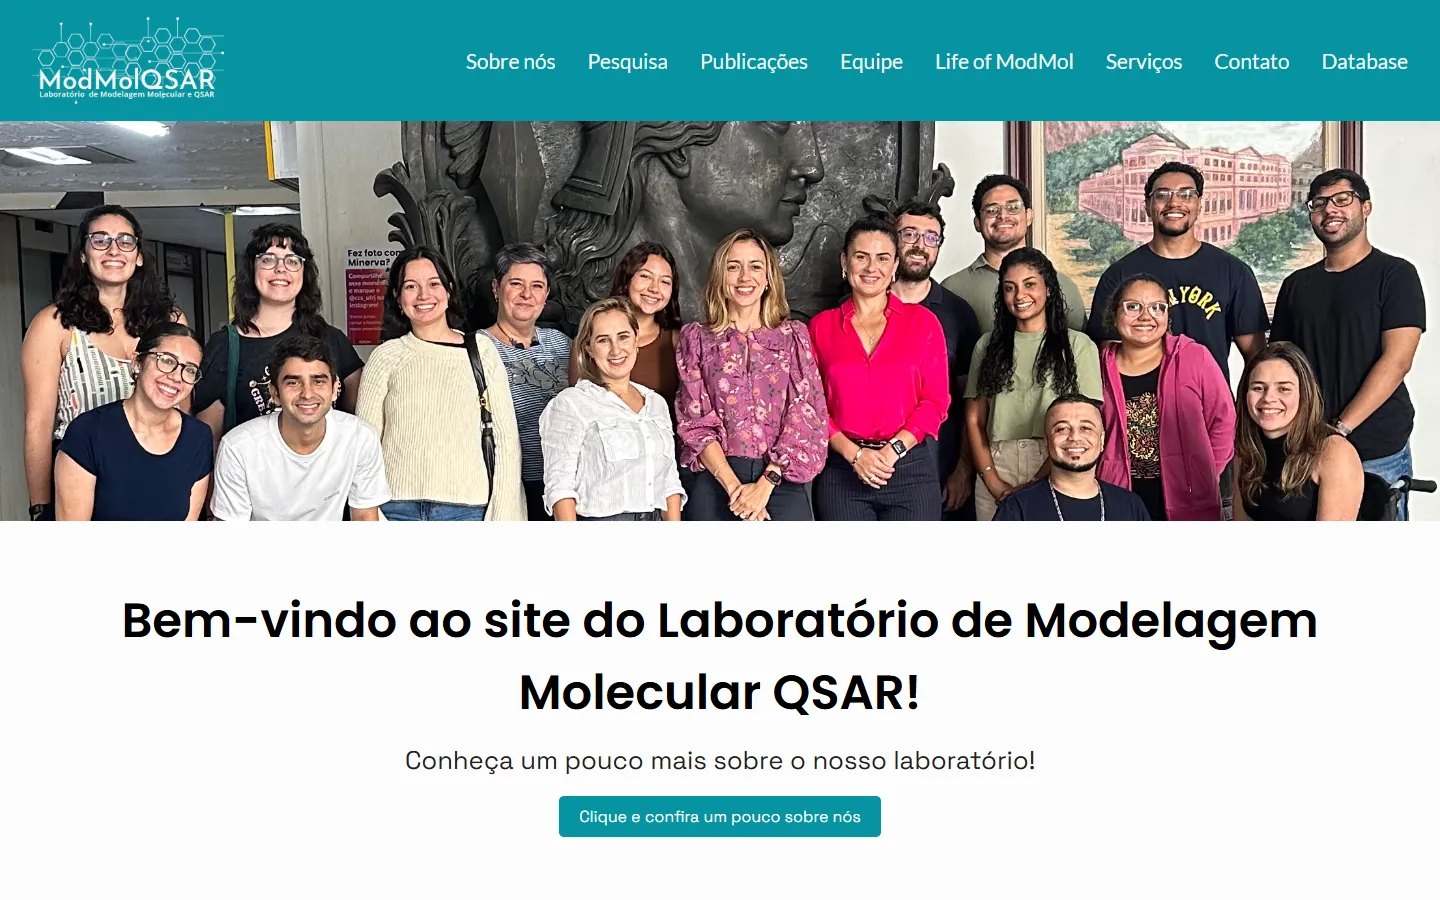 ModMolQSAR
Laboratório de Modelagem Molecular e QSAR
Sobre nós
Pesquisa
Publicações
Equipe
Life of ModMol
Serviços
Contato
Database
Fez foto com
Minerva?
YORK
Bem-vindo ao site do Laboratório de Modelagem
Molecular QSAR!
Conheça um pouco mais sobre o nosso laboratório!
Clique e confira um pouco sobre nós